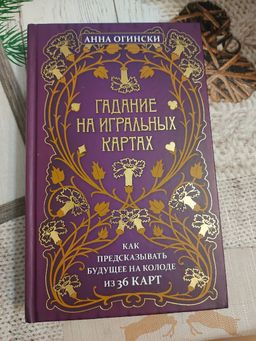 АННА ОГИНСКИ
ГАДАНИЕ
НА ИГРАЛЬНЫХ
КАРТАХ
КАК
ПРЕДСКАЗЫВАТЬ
БУДУЩЕЕ НА КОЛОДЕ
ИЗ 36 КАРТ